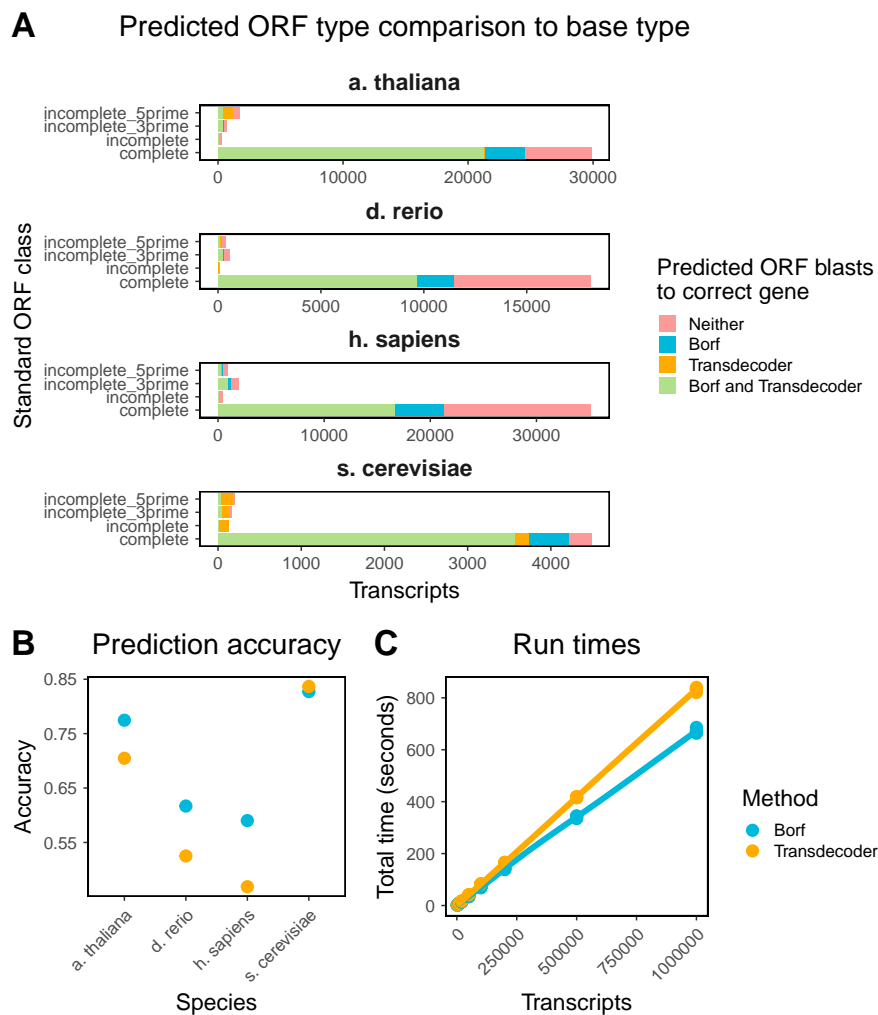 A Predicted ORF type comparison to base type
a. thaliana
incomplete_5prime
incomplete_3prime
incomplete
complete
0 10000 20000 30000
d. rerio
incomplete_5prime
incomplete_3prime
incomplete
complete
0 5000 10000 15000
h. sapiens
incomplete_5prime
incomplete_3prime
incomplete
complete
0 10000 20000 30000
s. cerevisiae
incomplete_5prime
incomplete_3prime
incomplete
complete
0 1000 2000 3000 4000
Transcripts
Standard ORF class
Predicted ORF blasts
to correct gene
Neither
Borf
Transdecoder
Borf and Transdecoder
B Prediction accuracy
Accuracy
0.85
0.75
0.65
0.55
a. thaliana
d. rerio
h. sapiens
s. cerevisiae
Species
C Run times
Total time (seconds)
800
600
400
200
0
0
250000
500000
750000
1000000
Transcripts
Method
Borf
Transdecoder